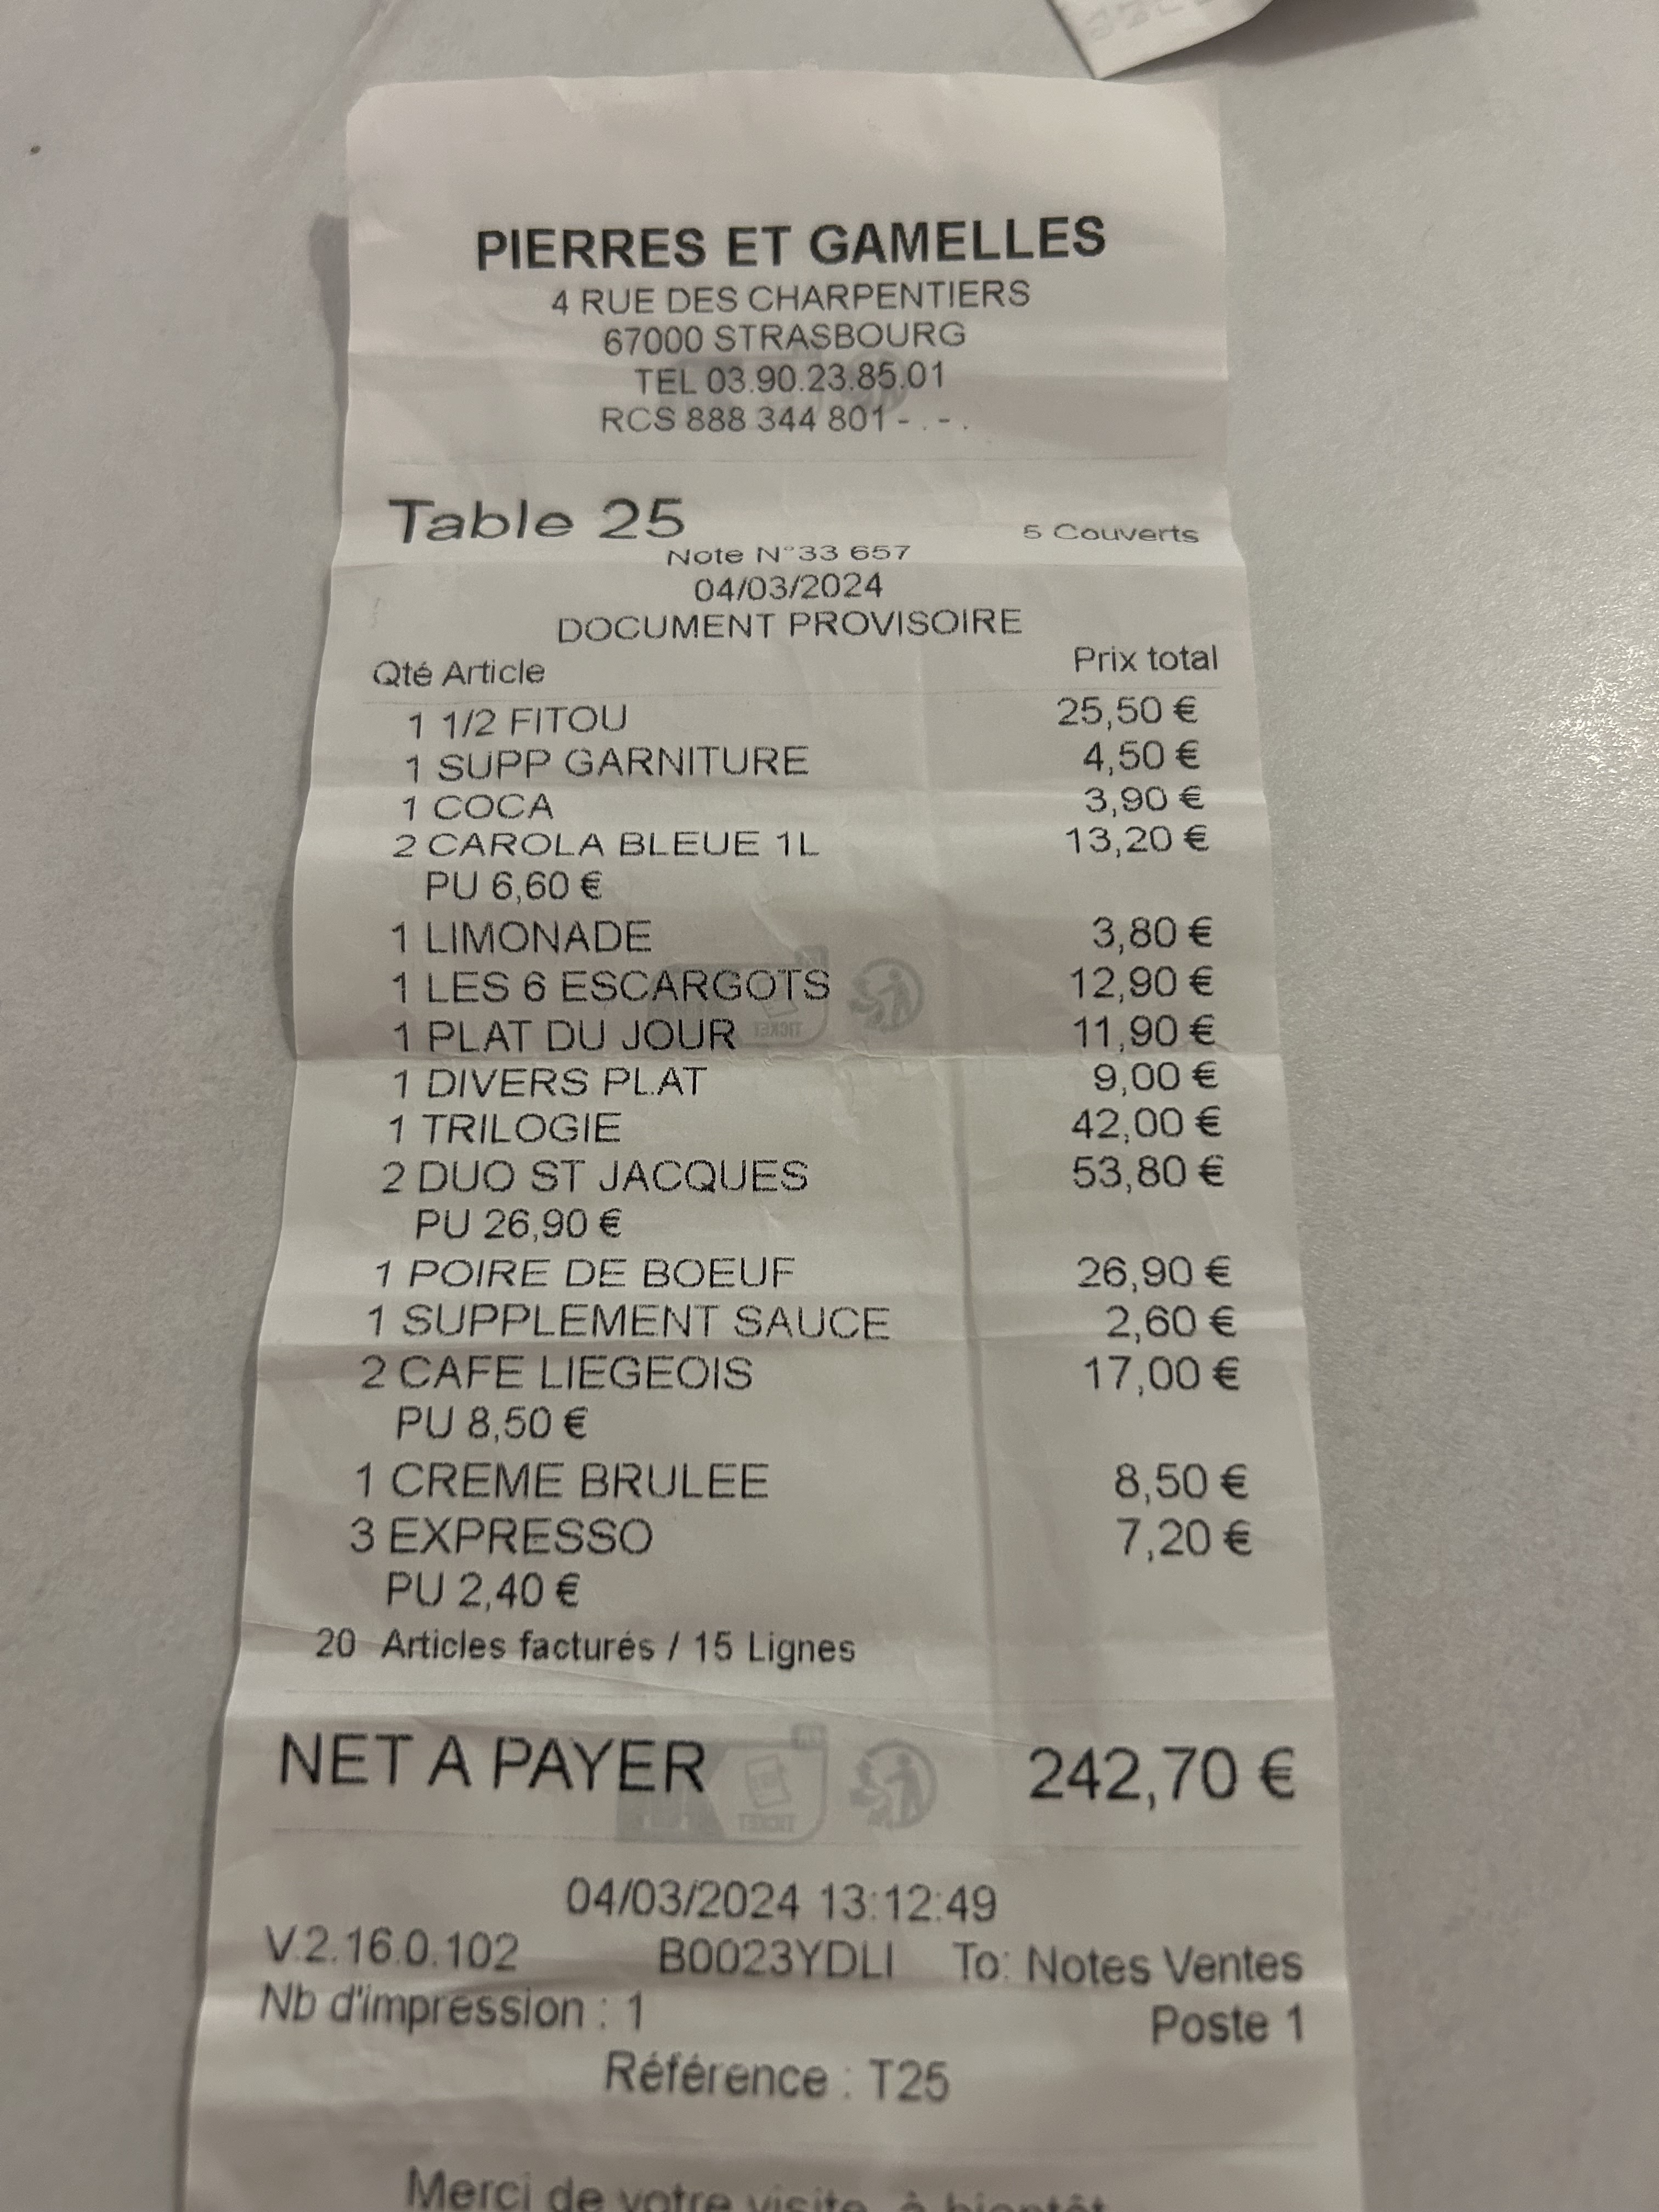 PIERRES ET GAMELLES
4 RUE DES CHARPENTIERS
67000 STRASBOURG
TEL 03.90.23.85.01
RCS 888 344 801 - . - .
Table 25
5 Couverts
Note N°33 657
04/03/2024
DOCUMENT PROVISOIRE
Qté Article Prix total
1 1/2 FITOU 25,50 €
1 SUPP GARNITURE 4,50 €
1 COCA 3,90 €
2 CAROLA BLEUE 1L 13,20 €
PU 6,60 €
1 LIMONADE 3,80 €
1 LES 6 ESCARGOTS 12,90 €
1 PLAT DU JOUR 11,90 €
1 DIVERS PLAT 9,00 €
1 TRILOGIE 42,00 €
2 DUO ST JACQUES 53,80 €
PU 26,90 €
1 POIRE DE BOEUF 26,90 €
1 SUPPLEMENT SAUCE 2,60 €
2 CAFE LIEGEOIS 17,00 €
PU 8,50 €
1 CREME BRULEE 8,50 €
3 EXPRESSO 7,20 €
PU 2,40 €
20 Articles facturés / 15 Lignes
NET A PAYER 242,70 €
04/03/2024 13:12:49
V.2.16.0.102 B0023YDLI To: Notes Ventes
Nb d'impression : 1 Poste 1
Référence : T25
Merci de votre visite, à bientôt